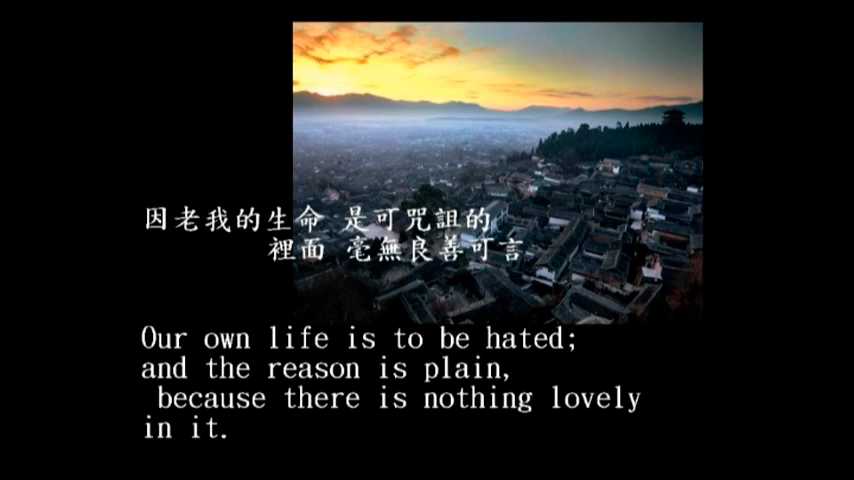 因老我的生命 是可咒詛的
裡面 毫無良善可言
Our own life is to be hated;
and the reason is plain,
because there is nothing lovely
in it.